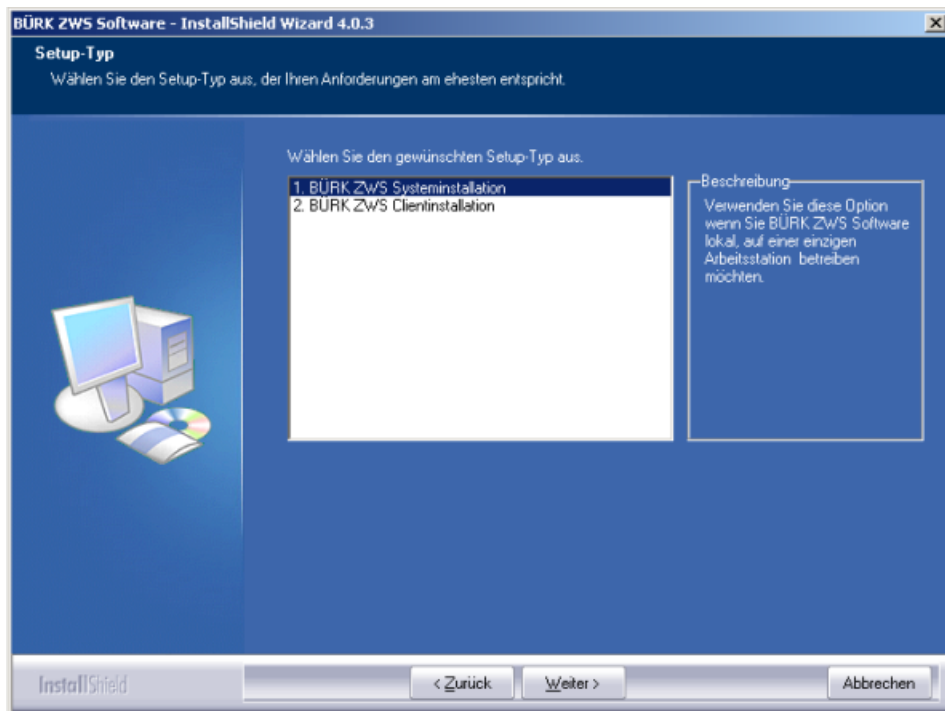 BÜRK ZWS Software - InstallShield Wizard 4.0.3
Setup-Typ
Wählen Sie den Setup-Typ aus, der Ihren Anforderungen am ehesten entspricht.
Wählen Sie den gewünschten Setup-Typ aus.
1. BÜRK ZWS Systeminstallation
2. BÜRK ZWS Clientinstallation
Beschreibung
Verwenden Sie diese Option
wenn Sie BÜRK ZWS Software
lokal, auf einer einzigen
Arbeitsstation betreiben
möchten.
InstallShield
< Zurück
Weiter >
Abbrechen